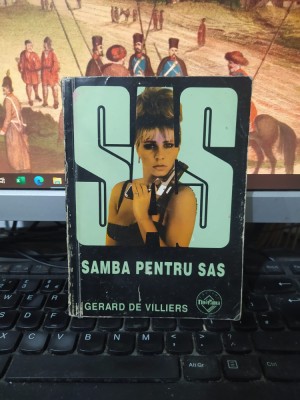 SAS
SAMBA PENTRU SAS
GERARD DE VILLIERS